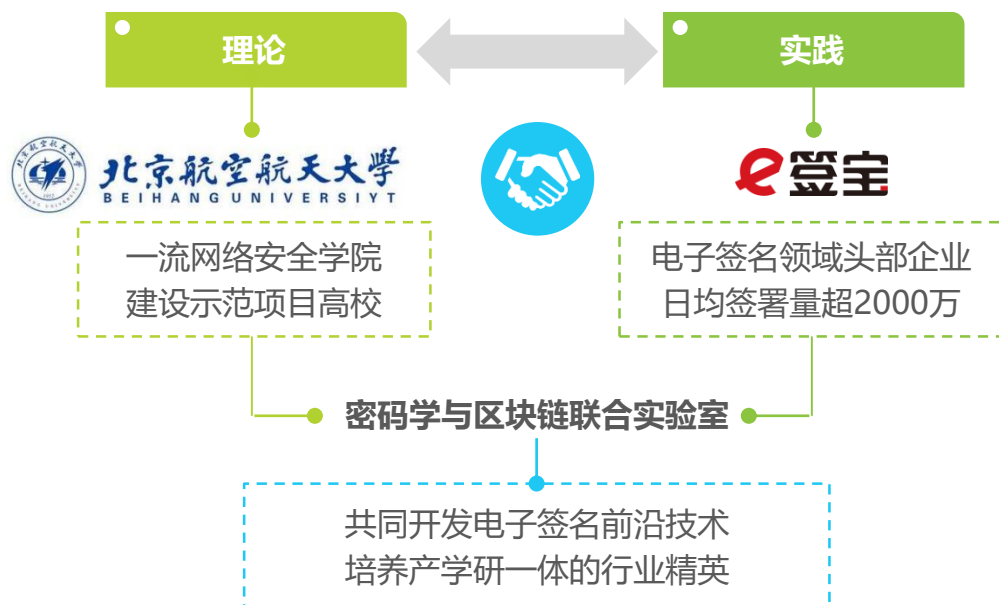 理论
实践
北京航空航天大學
BEIHANG UNIVERSIYT
e签宝
一流网络安全学院
建设示范项目高校
电子签名领域头部企业
日均签署量超2000万
密码学与区块链联合实验室
共同开发电子签名前沿技术
培养产学研一体的行业精英